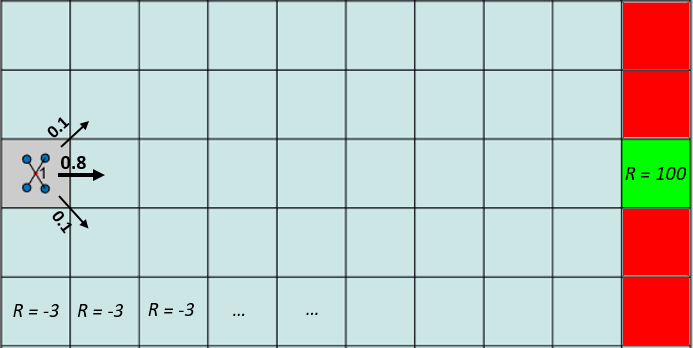 0.1
0.8
1
0.1
R = 100
R = -3 R = -3 R = -3 ... ...